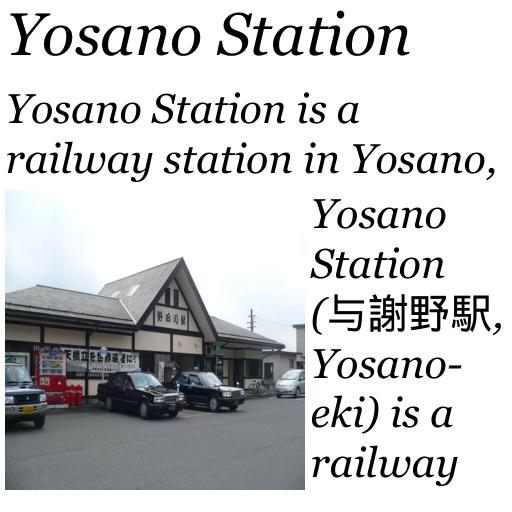 Yosano Station
Yosano Station is a
railway station in Yosano,
Yosano
Station
(与謝野駅,
Yosano-
eki) is a
railway
野田川駅